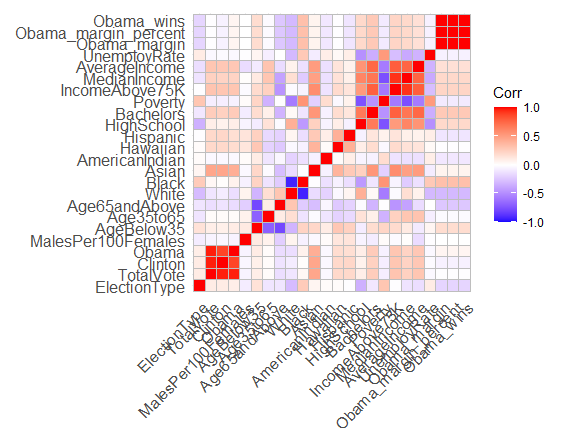 Obama_wins
Obama_margin_percent
Obama_margin
UnemployRate
AverageIncome
MedianIncome
IncomeAbove75K
Poverty
Bachelors
HighSchool
Hispanic
Hawaiian
AmericanIndian
Asian
Black
White
Age65andAbove
Age35to65
AgeBelow35
MalesPer100Females
Obama
Clinton
TotalVote
ElectionType
ElectionType
TotalVote
Clinton
Obama
MalesPer100Females
AgeBelow35
Age35to65
Age65andAbove
White
Black
Asian
AmericanIndian
Hawaiian
Hispanic
HighSchool
Bachelors
Poverty
IncomeAbove75K
MedianIncome
AverageIncome
UnemployRate
Obama_margin
Obama_margin_percent
Obama_wins
Corr
1.0
0.5
0.0
-0.5
-1.0